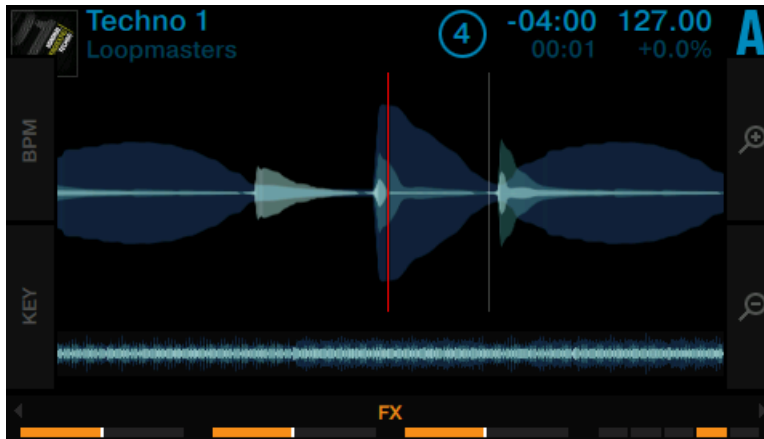 Techno 1
Loopmasters
4
-04:00 127.00
00:01 +0.0%
A
BPM
KEY
FX